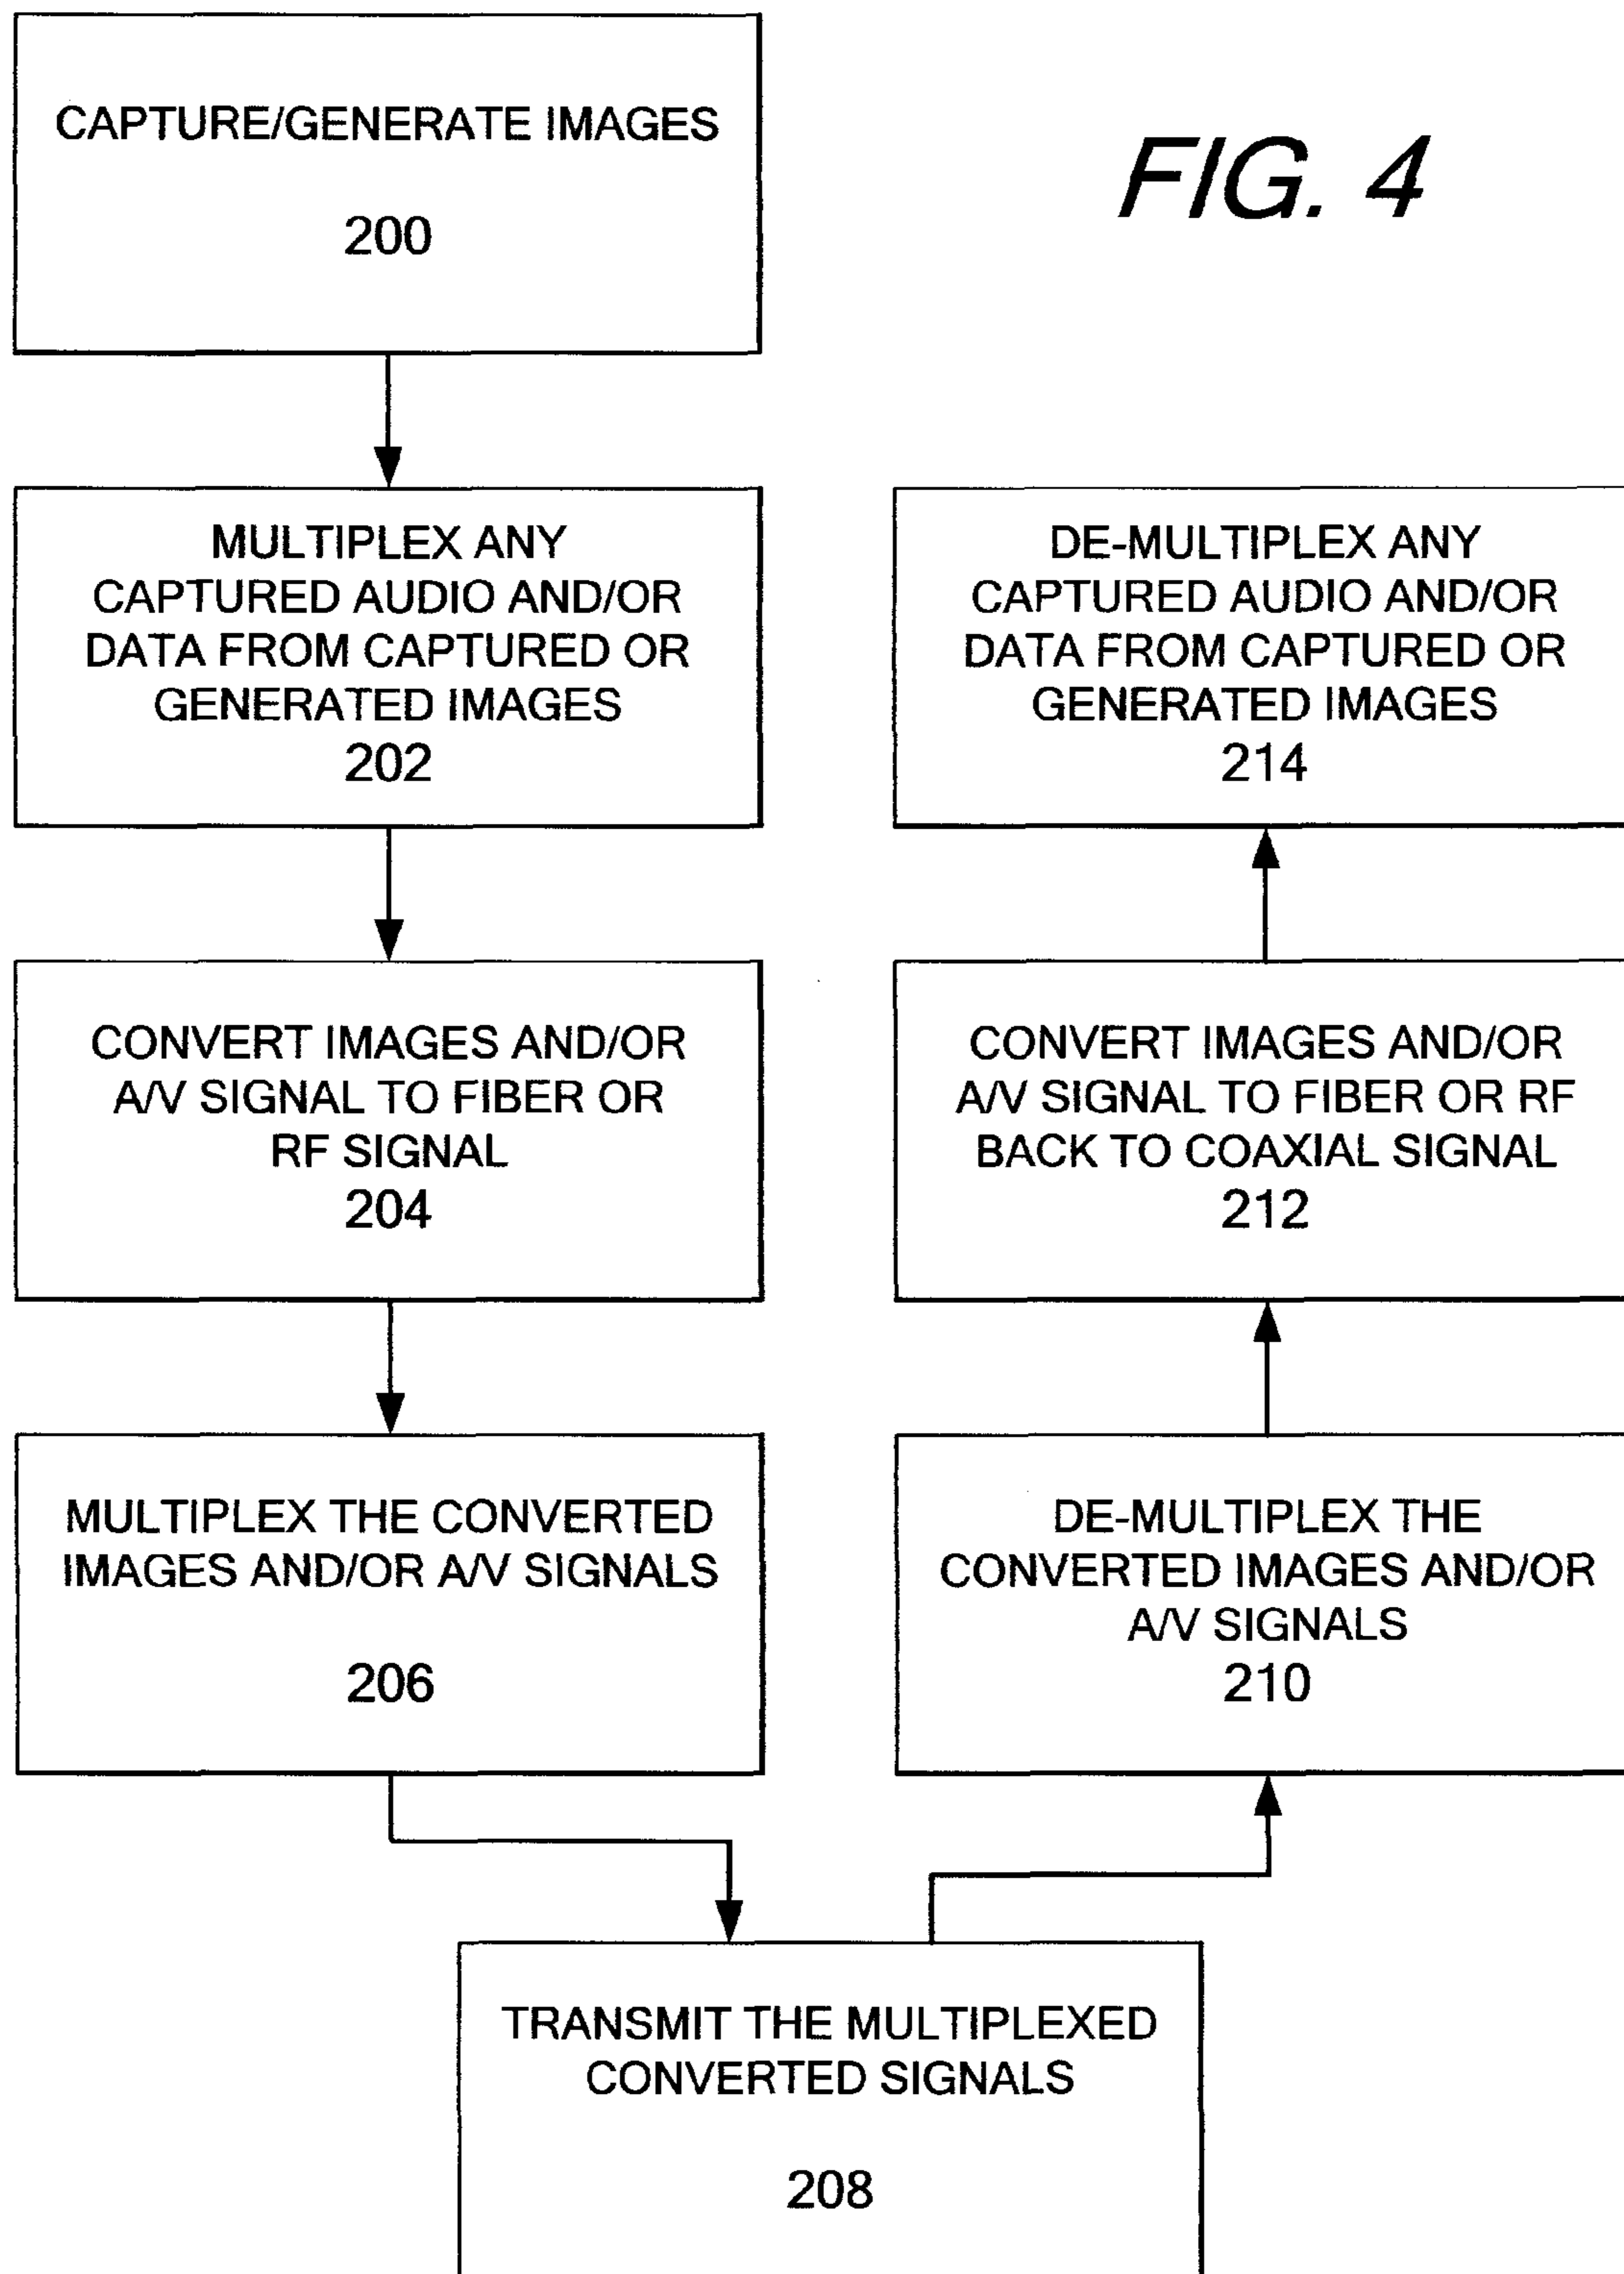 CAPTURE/GENERATE IMAGES
200
FIG. 4
MULTIPLEX ANY
CAPTURED AUDIO AND/OR
DATA FROM CAPTURED OR
GENERATED IMAGES
202
CONVERT IMAGES AND/OR
A/V SIGNAL TO FIBER OR
RF SIGNAL
204
MULTIPLEX THE CONVERTED
IMAGES AND/OR A/V SIGNALS
206
TRANSMIT THE MULTIPLEXED
CONVERTED SIGNALS
208
DE-MULTIPLEX THE
CONVERTED IMAGES AND/OR
A/V SIGNALS
210
CONVERT IMAGES AND/OR
A/V SIGNAL TO FIBER OR RF
BACK TO COAXIAL SIGNAL
212
DE-MULTIPLEX ANY
CAPTURED AUDIO AND/OR
DATA FROM CAPTURED OR
GENERATED IMAGES
214